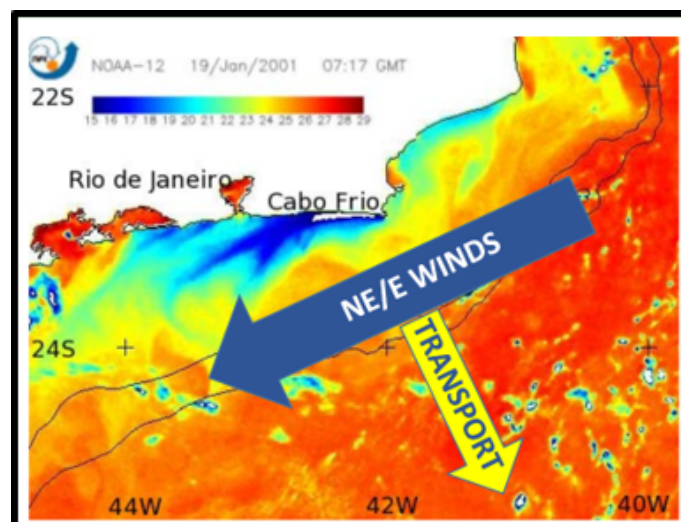 NOAA-12 19/Jan/2001 07:17 GMT
22S
15 16 17 18 19 20 21 22 23 24 25 26 27 28 29
Rio de Janeiro
Cabo Frio
NE/E WINDS
24S
TRANSPORT
44W 42W 40W